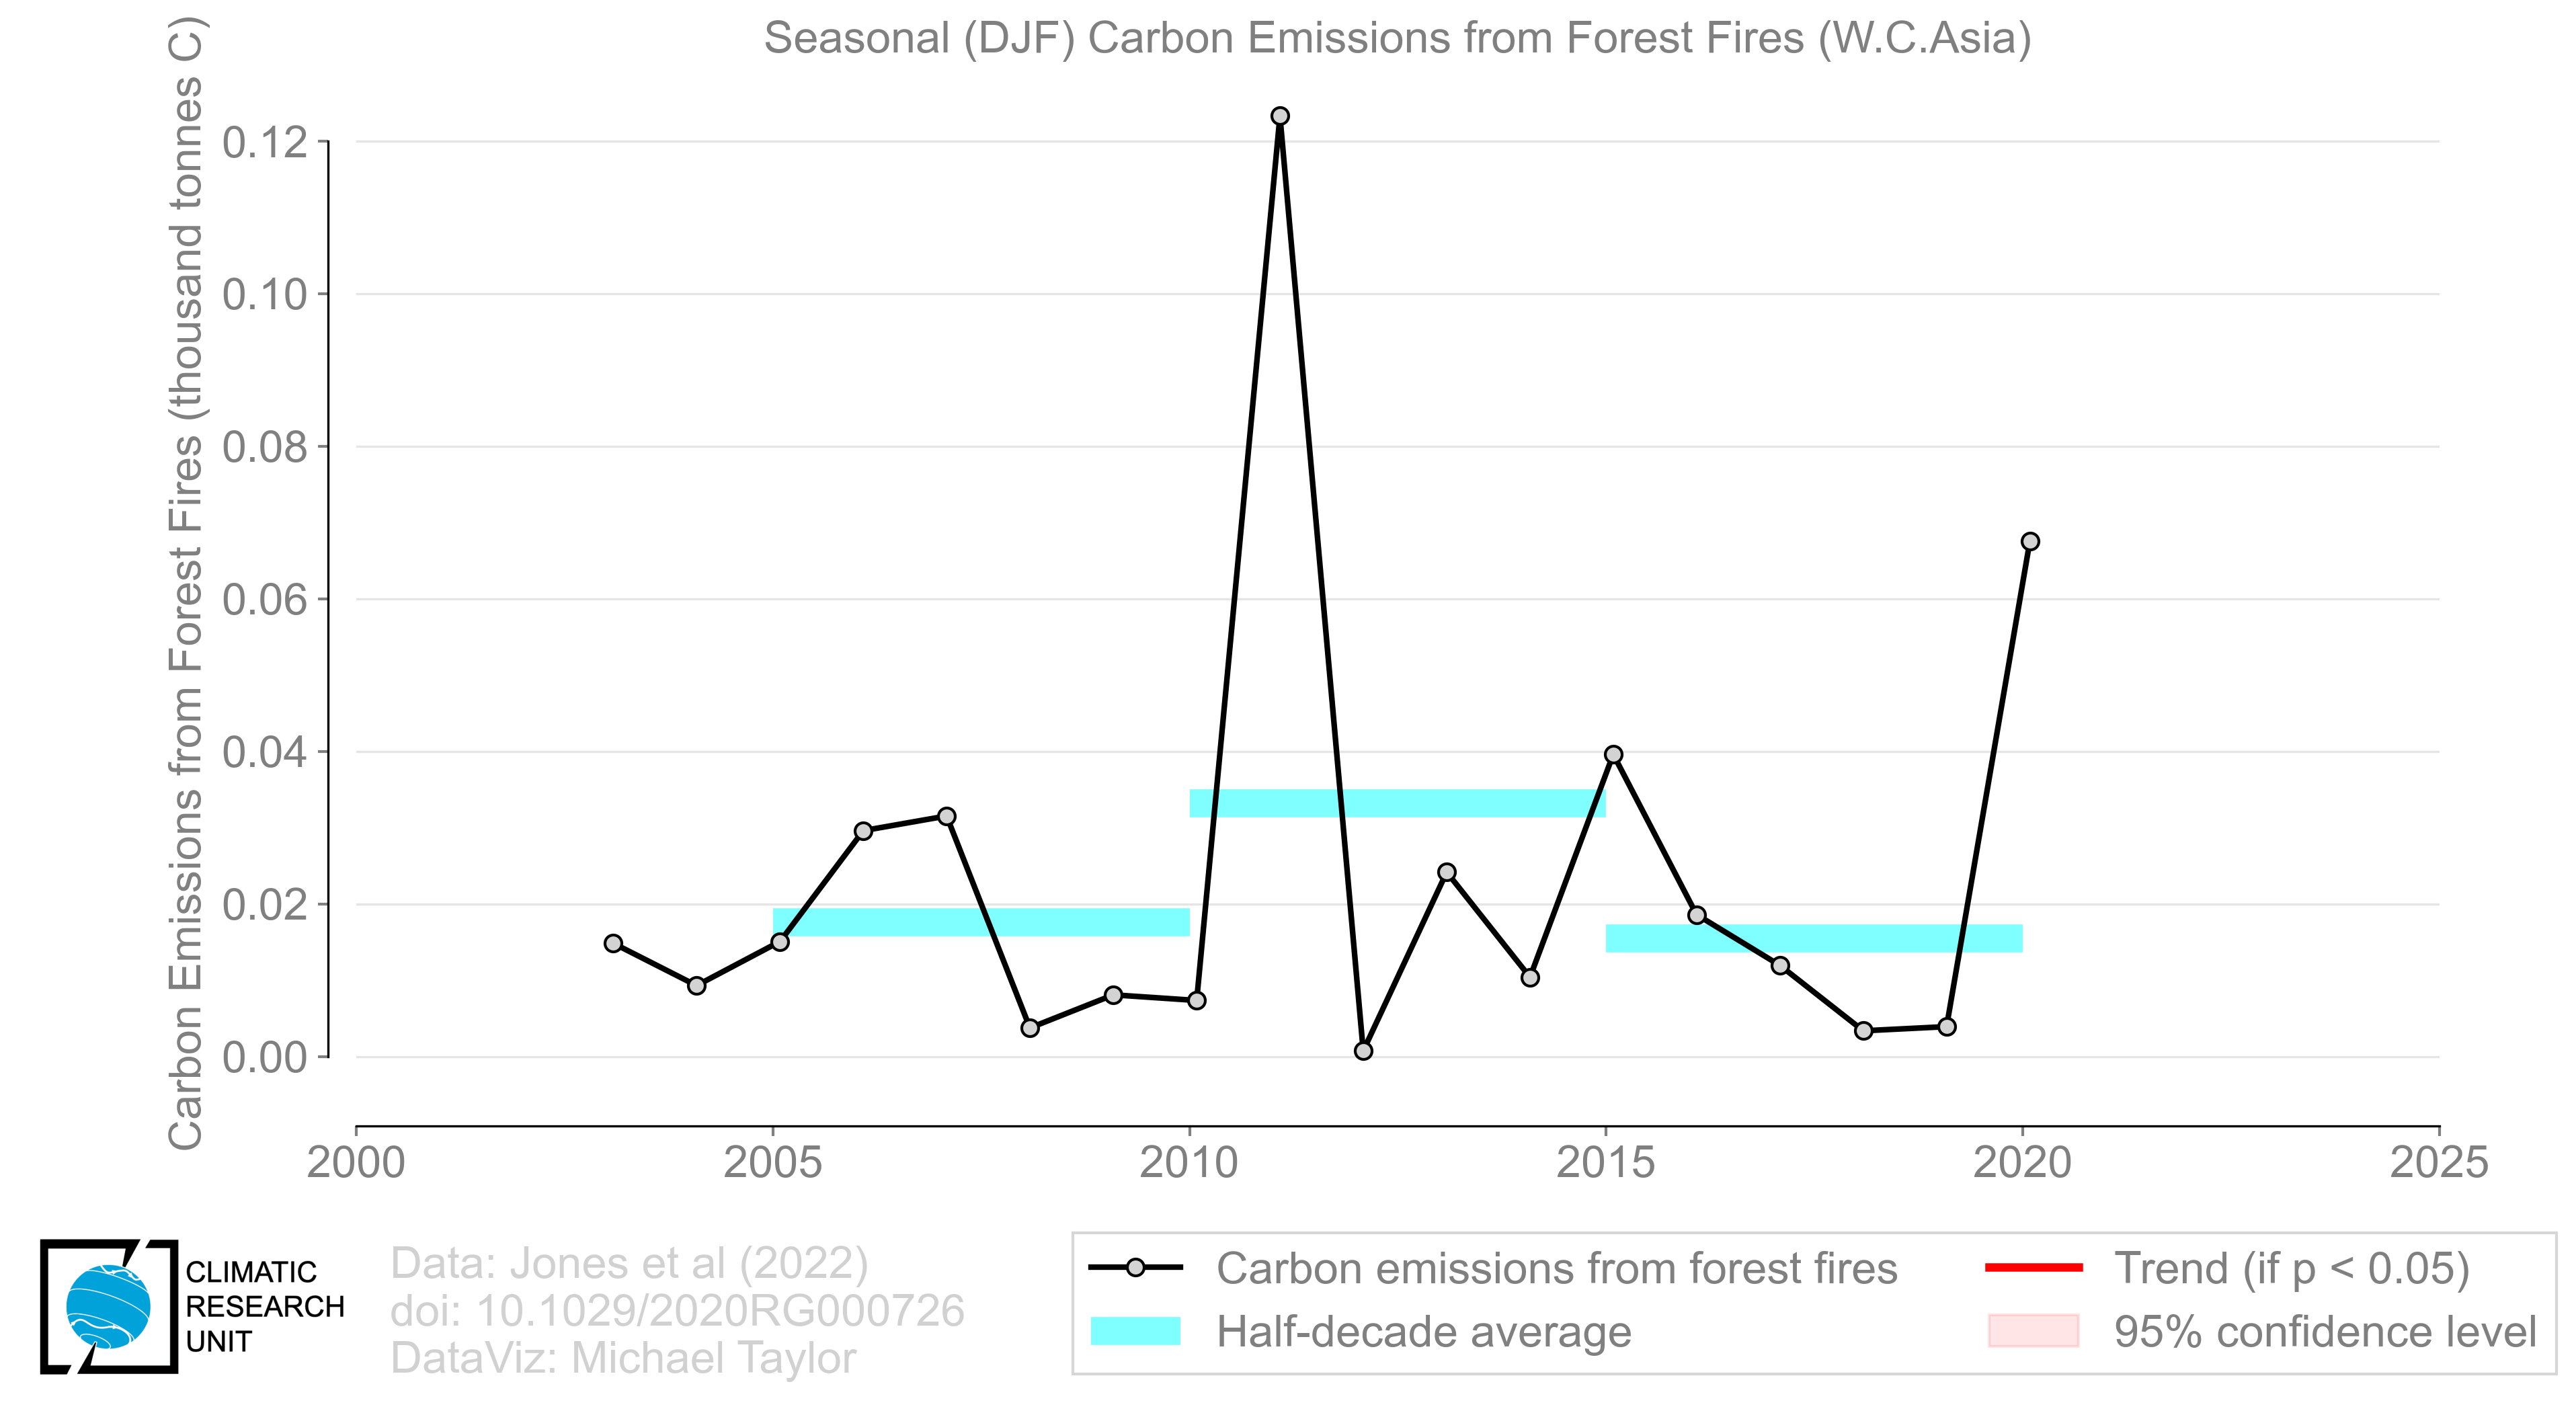 Seasonal (DJF) Carbon Emissions from Forest Fires (W.C.Asia)
Carbon Emissions from Forest Fires (thousand tonnes C)
0.12
0.10
0.08
0.06
0.04
0.02
0.00
2000 2005 2010 2015 2020 2025
CLIMATIC
RESEARCH
UNIT
Data: Jones et al (2022)
doi: 10.1029/2020RG000726
DataViz: Michael Taylor
Carbon emissions from forest fires
Half-decade average
Trend (if p < 0.05)
95% confidence level